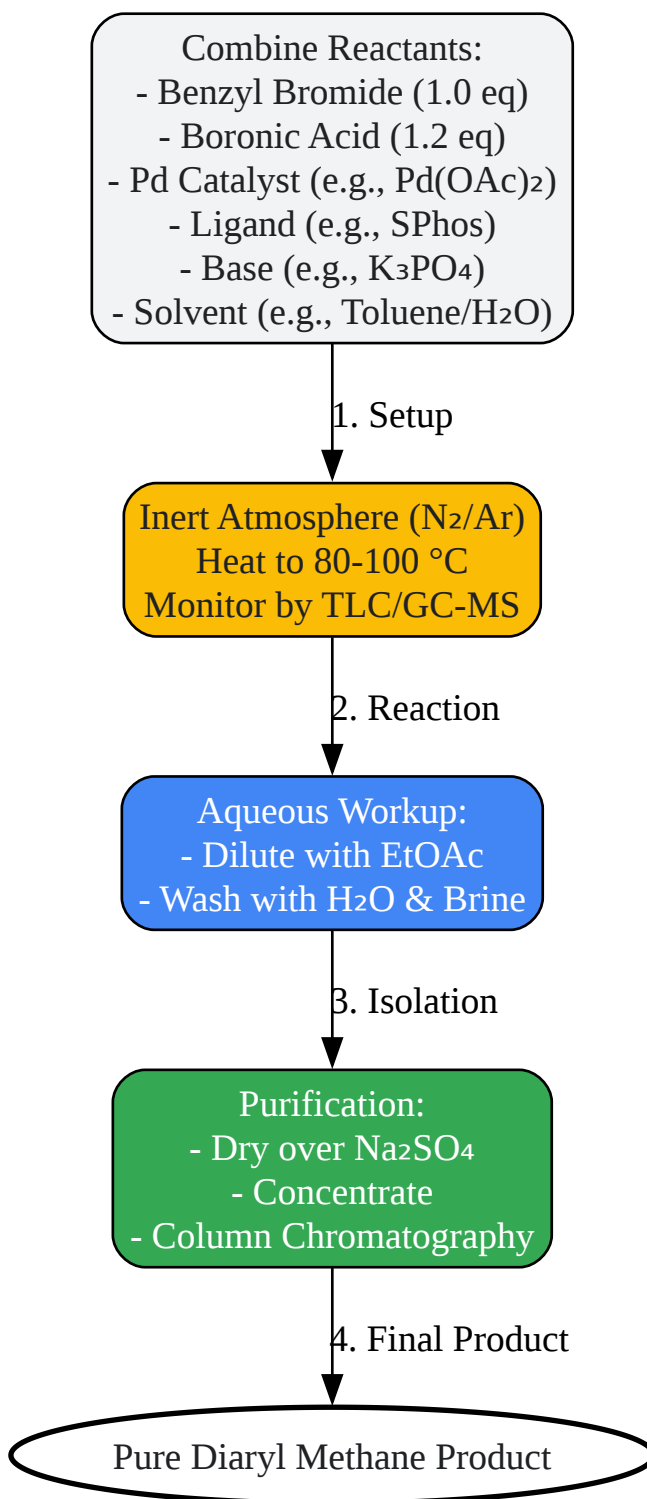 Combine Reactants:
- Benzyl Bromide (1.0 eq)
- Boronic Acid (1.2 eq)
- Pd Catalyst (e.g., Pd(OAc)₂)
- Ligand (e.g., SPhos)
- Base (e.g., K₃PO₄)
- Solvent (e.g., Toluene/H₂O)
1. Setup
Inert Atmosphere (N₂/Ar)
Heat to 80-100 °C
Monitor by TLC/GC-MS
2. Reaction
Aqueous Workup:
- Dilute with EtOAc
- Wash with H₂O & Brine
3. Isolation
Purification:
- Dry over Na₂SO₄
- Concentrate
- Column Chromatography
4. Final Product
Pure Diaryl Methane Product